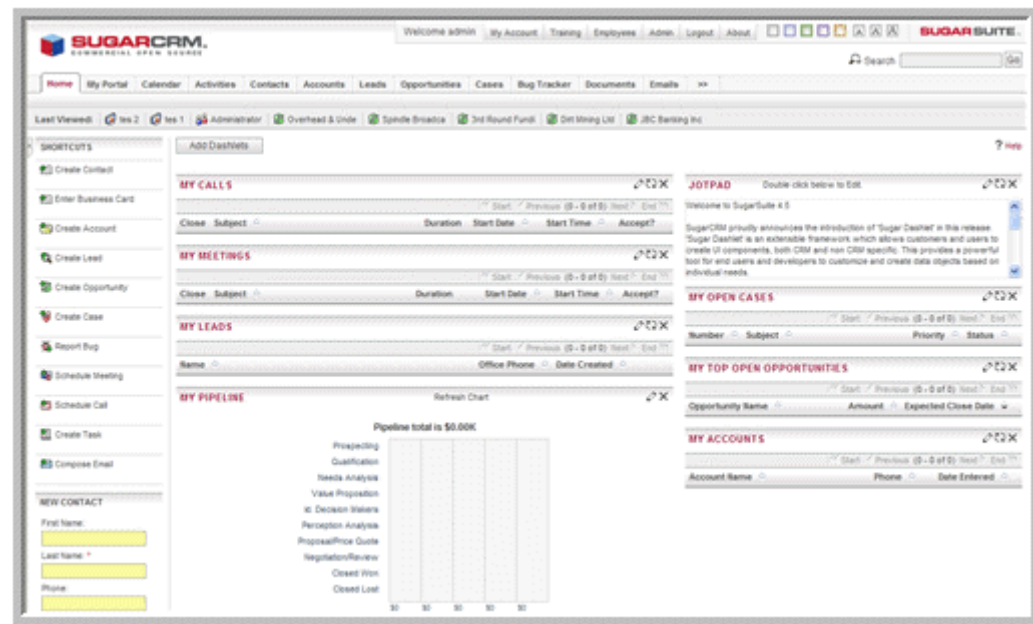 SUGARCRM.
COMMERCIAL OPEN SOURCE
Welcome admin My Account Training Employees Admin Logout About A A A SUGARSUITE.
Search Go
Home My Portal Calendar Activities Contacts Accounts Leads Opportunities Cases Bug Tracker Documents Emails >>
Last Viewed: tes 2 tes 1 Administrator Overhead & Unde Spindle Broadca 3rd Round Fundi Dirt Mining Ltd JBC Banking Inc
SHORTCUTS
Create Contact
Enter Business Card
Create Account
Create Lead
Create Opportunity
Create Case
Report Bug
Schedule Meeting
Schedule Call
Create Task
Compose Email
NEW CONTACT
First Name:
Last Name: *
Phone:
Add Dashlets
? Help
MY CALLS
Start Previous (0 - 0 of 0) Next End
Close Subject Duration Start Date Start Time Accept?
MY MEETINGS
Start Previous (0 - 0 of 0) Next End
Close Subject Duration Start Date Start Time Accept?
MY LEADS
Start Previous (0 - 0 of 0) Next End
Name Office Phone Date Created
MY PIPELINE Refresh Chart
Pipeline total is $0.00K
Prospecting
Qualification
Needs Analysis
Value Proposition
Id. Decision Makers
Perception Analysis
Proposal/Price Quote
Negotiation/Review
Closed Won
Closed Lost
$0 $0 $0 $0 $0
JOTPAD Double click below to Edit.
Welcome to SugarSuite 4.5
SugarCRM proudly announces the introduction of 'Sugar Dashlet' in this release.
'Sugar Dashlet' is an extensible framework which allows customers and users to
create UI components, both CRM and non CRM specific. This provides a powerful
tool for end users and developers to customize and create data objects based on
individual needs.
MY OPEN CASES
Start Previous (0 - 0 of 0) Next End
Number Subject Priority Status
MY TOP OPEN OPPORTUNITIES
Start Previous (0 - 0 of 0) Next End
Opportunity Name Amount Expected Close Date
MY ACCOUNTS
Start Previous (0 - 0 of 0) Next End
Account Name Phone Date Entered